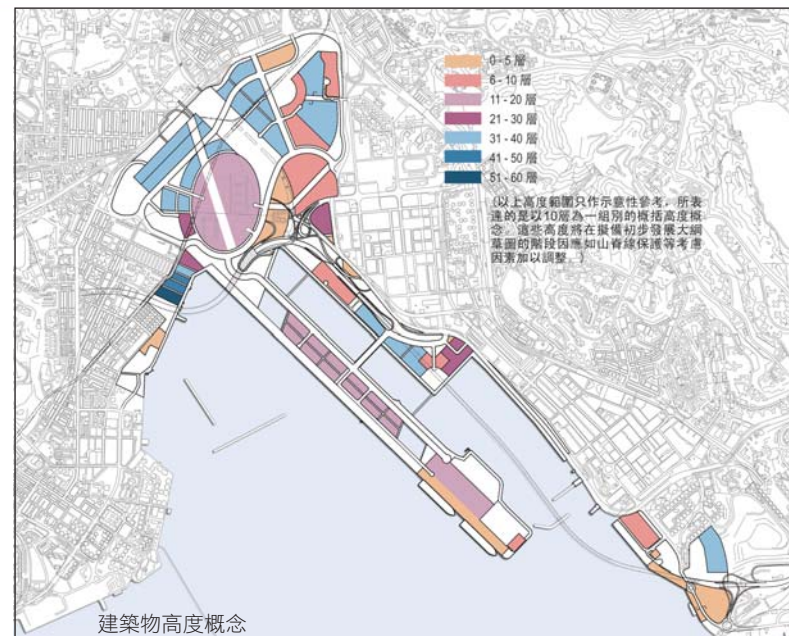 0 - 5 層
6 - 10 層
11 - 20 層
21 - 30 層
31 - 40 層
41 - 50 層
51 - 60 層
(以上高度範圍只作示意性參考，所表
達的是以10層為一組別的概括高度概
念。這些高度將在擬備初步發展大綱
草圖的階段因應如山脊線保護等考慮
因素加以調整。)
建築物高度概念